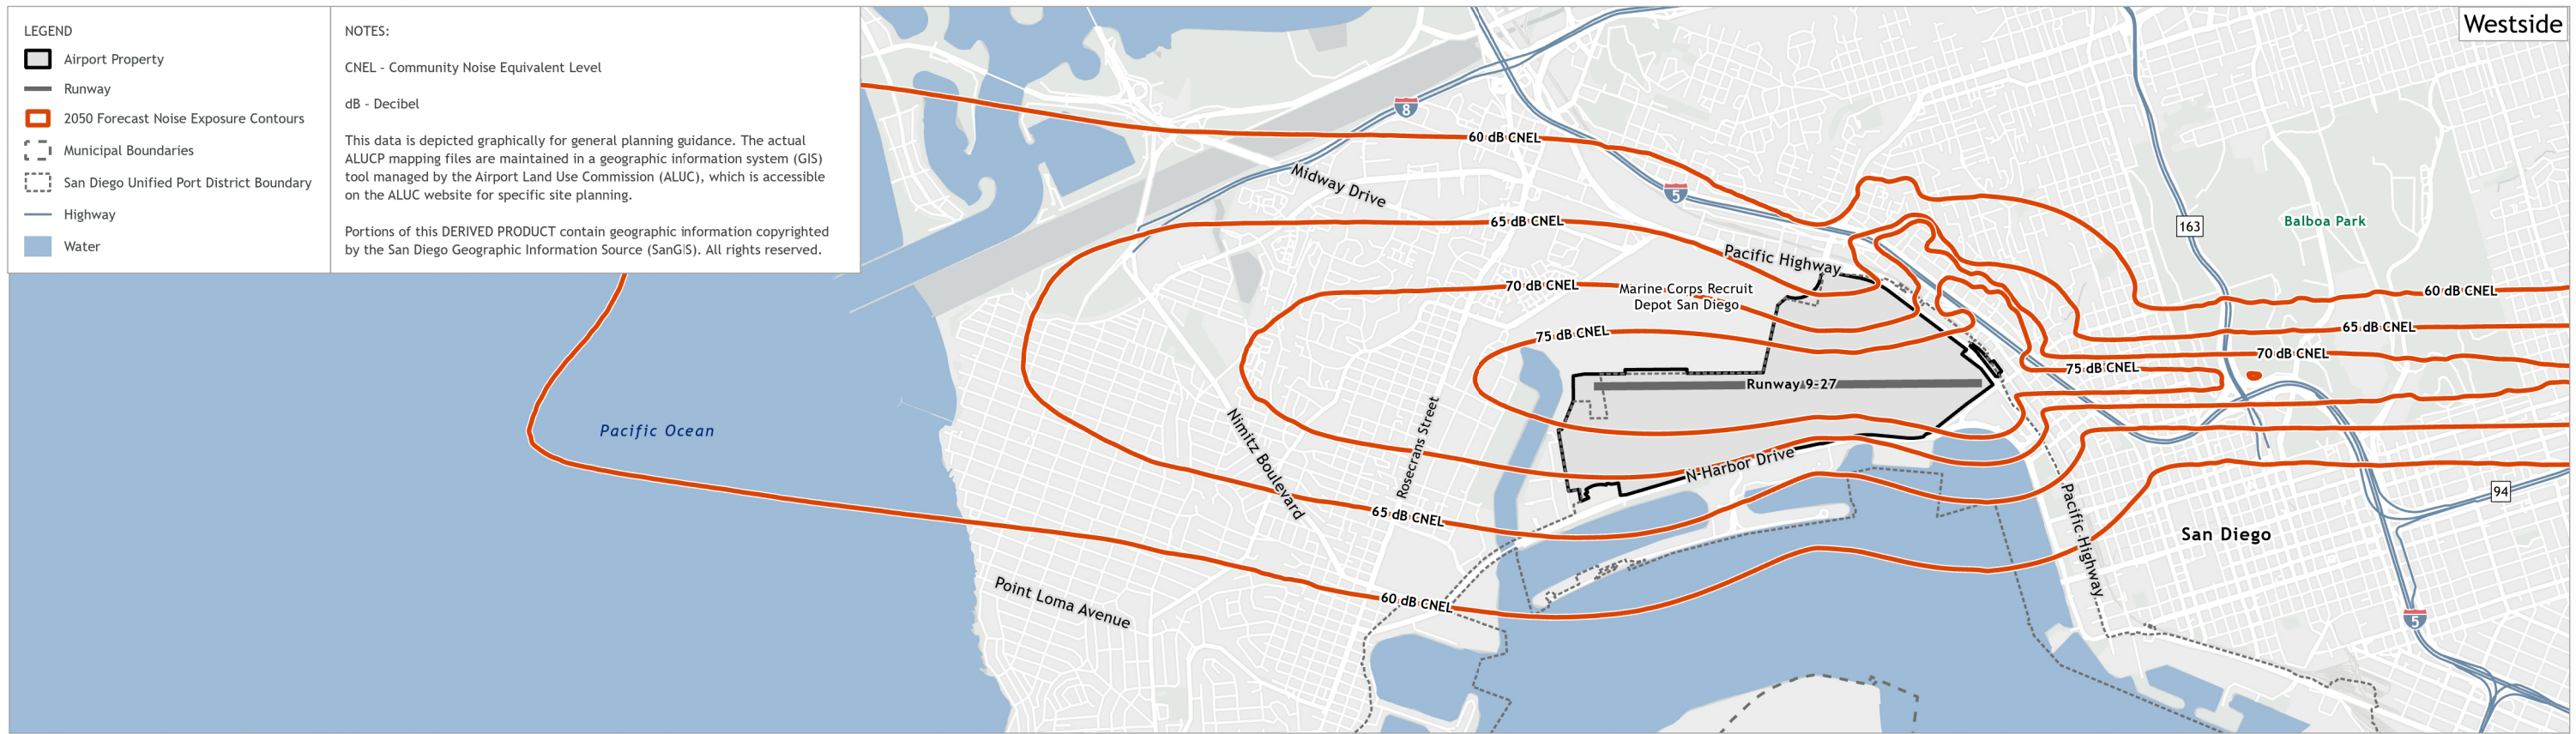 LEGEND
Airport Property
Runway
2050 Forecast Noise Exposure Contours
Municipal Boundaries
San Diego Unified Port District Boundary
Highway
Water
NOTES:
CNEL - Community Noise Equivalent Level
dB - Decibel
This data is depicted graphically for general planning guidance. The actual
ALUCP mapping files are maintained in a geographic information system (GIS)
tool managed by the Airport Land Use Commission (ALUC), which is accessible
on the ALUC website for specific site planning.
Portions of this DERIVED PRODUCT contain geographic information copyrighted
by the San Diego Geographic Information Source (SanGIS). All rights reserved.
Westside
8
60 dB CNEL
Midway Drive
5
65 dB CNEL
163
Balboa Park
Pacific Highway
70 dB CNEL
Marine Corps Recruit
Depot San Diego
60 dB CNEL
65 dB CNEL
75 dB CNEL
70 dB CNEL
75 dB CNEL
Runway 9-27
Pacific Ocean
Nimitz Boulevard
Rosecrans Street
N Harbor Drive
65 dB CNEL
94
Pacific Highway
San Diego
60 dB CNEL
Point Loma Avenue
5